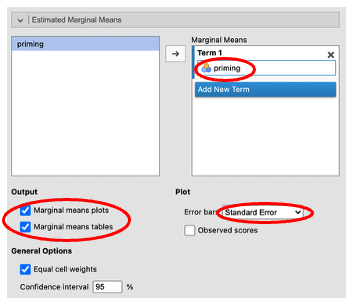 Estimated Marginal Means
priming
Marginal Means
Term 1
priming
Add New Term
Output
Plot
Marginal means plots
Marginal means tables
Error bars
Standard Error
Observed scores
General Options
Equal cell weights
Confidence interval 95 %